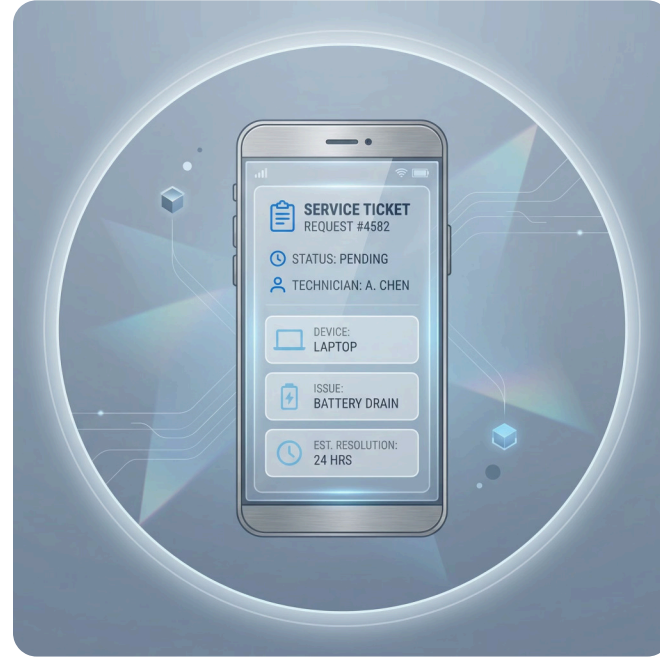 SERVICE TICKET
REQUEST #4582
STATUS: PENDING
TECHNICIAN: A. CHEN
DEVICE:
LAPTOP
ISSUE:
BATTERY DRAIN
EST. RESOLUTION:
24 HRS